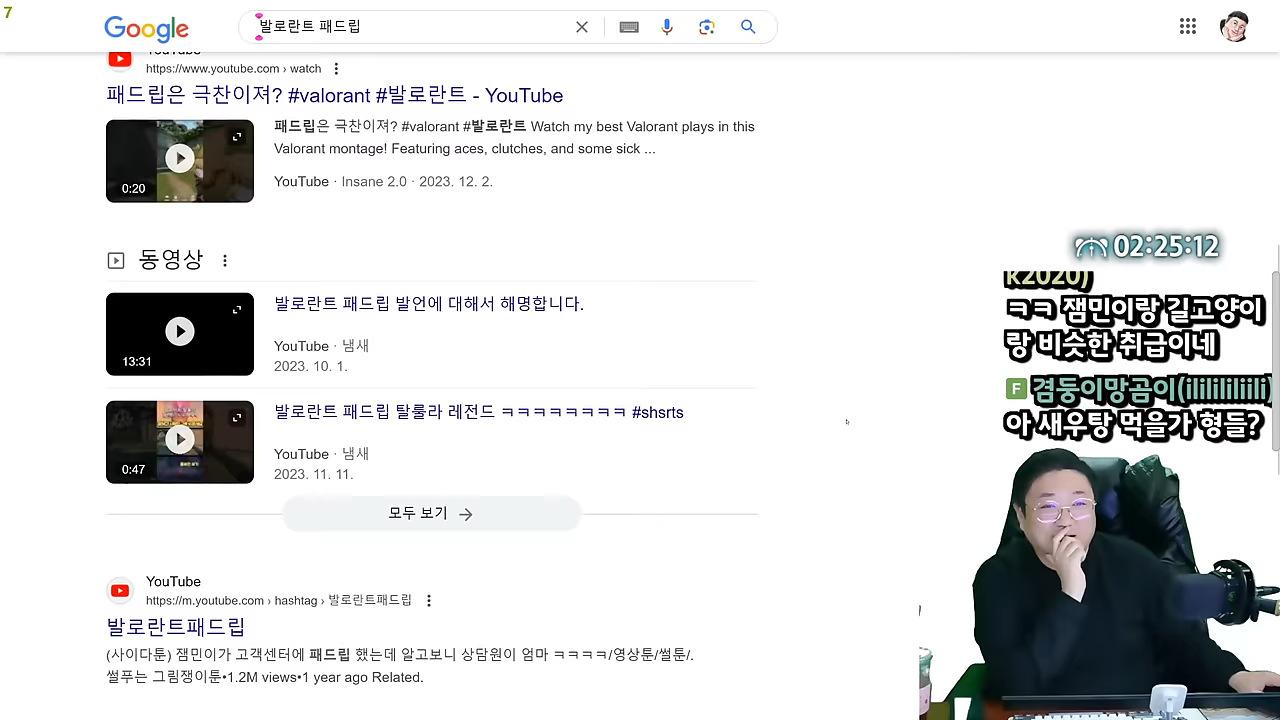 7
Google
발로란트 패드립
YouTube
https://www.youtube.com › watch
패드립은 극찬이져? #valorant #발로란트 - YouTube
패드립은 극찬이져? #valorant #발로란트 Watch my best Valorant plays in this
Valorant montage! Featuring aces, clutches, and some sick ...
0:20
YouTube · Insane 2.0 · 2023. 12. 2.
동영상
발로란트 패드립 발언에 대해서 해명합니다.
13:31
YouTube · 냄새
2023. 10. 1.
발로란트 패드립 탈룰라 레전드 ㅋㅋㅋㅋㅋㅋㅋㅋ #shsrts
0:47
YouTube · 냄새
2023. 11. 11.
모두 보기
YouTube
https://m.youtube.com › hashtag › 발로란트패드립
발로란트패드립
(사이다툰) 잼민이가 고객센터에 패드립 했는데 알고보니 상담원이 엄마 ㅋㅋㅋㅋ/영상툰/썰툰/.
썰푸는 그림쟁이툰•1.2M views•1 year ago Related.
02:25:12
k2020)
ㅋㅋ 잼민이랑 길고양이
랑 비슷한 취급이네
F 겸둥이망곰이(ilililililiili)
아 새우탕 먹을가 형들?